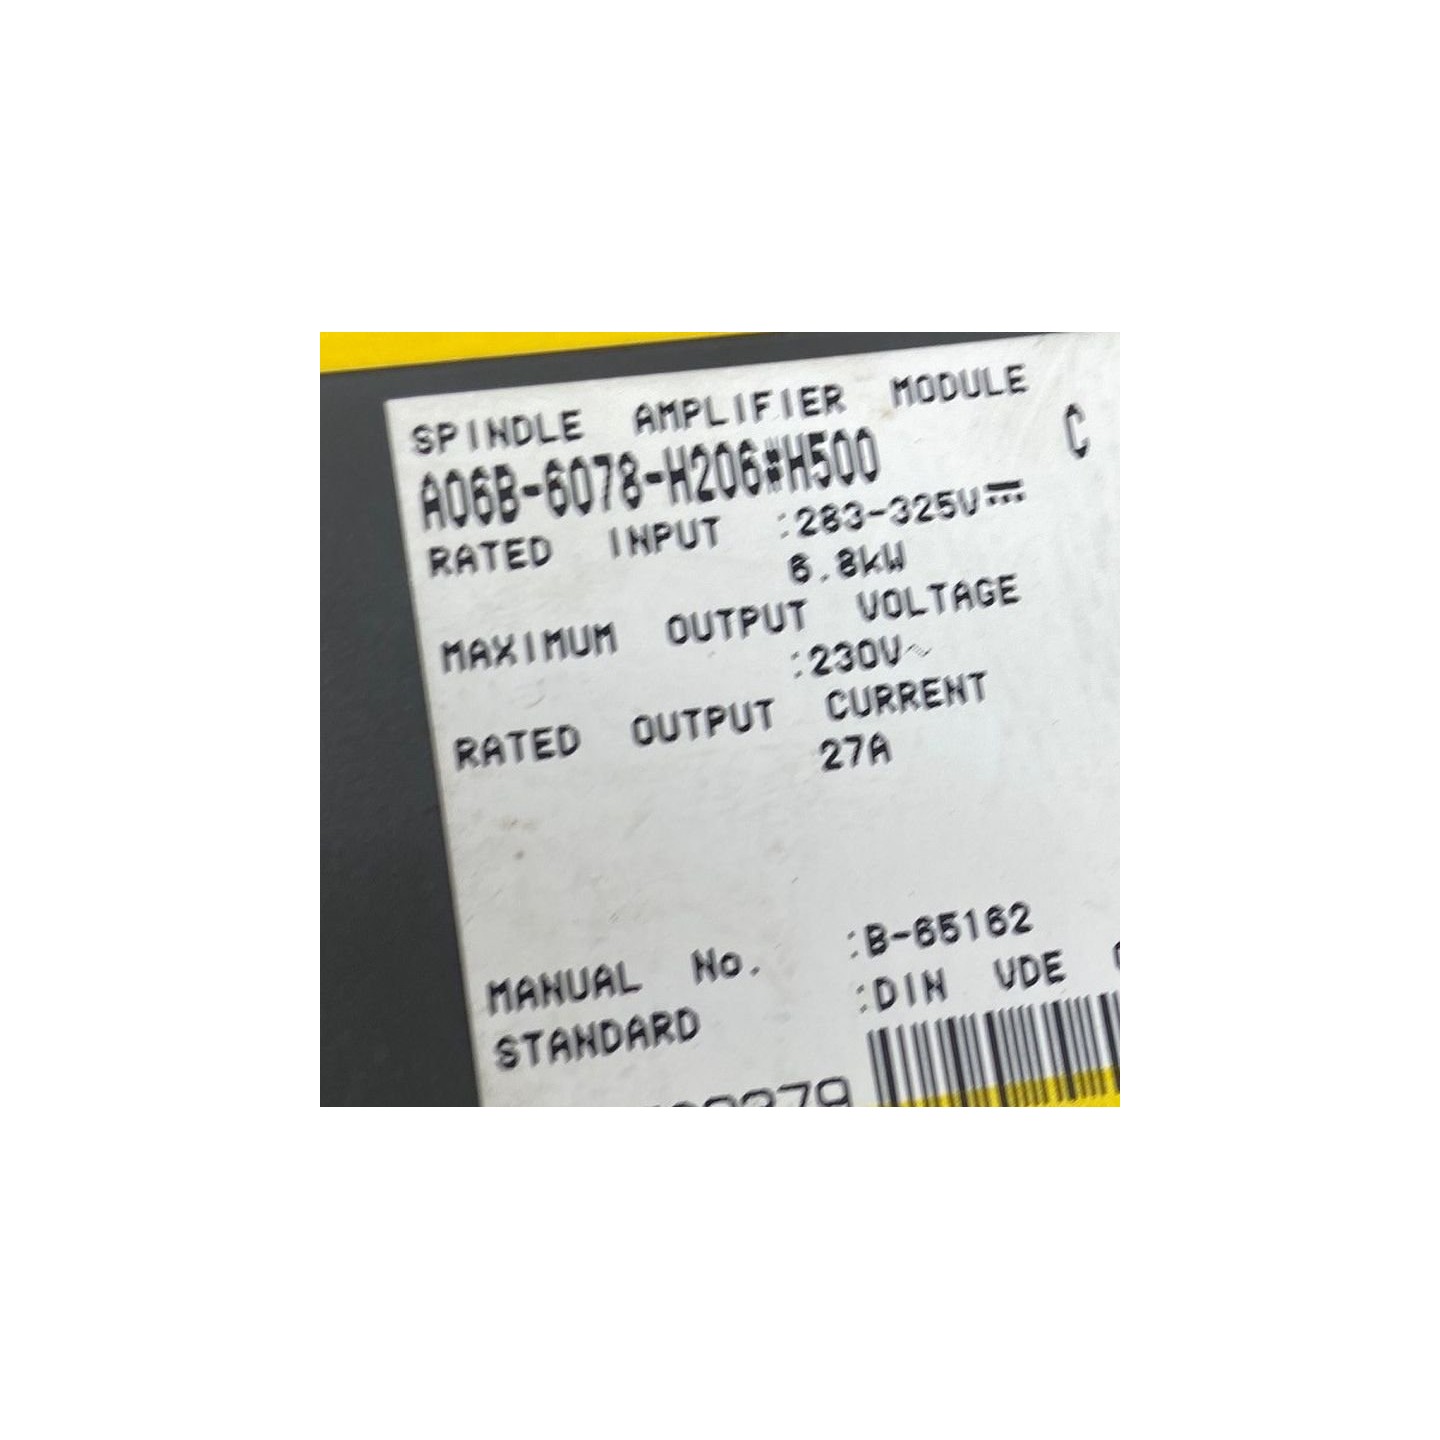 SPINDLE AMPLIFIER MODULE
A06B-6078-H206#H500 C
RATED INPUT :283-325V⎓
6.8kW
MAXIMUM OUTPUT VOLTAGE
:230V~
RATED OUTPUT CURRENT
27A
MANUAL No. :B-65162
STANDARD :DIN VDE